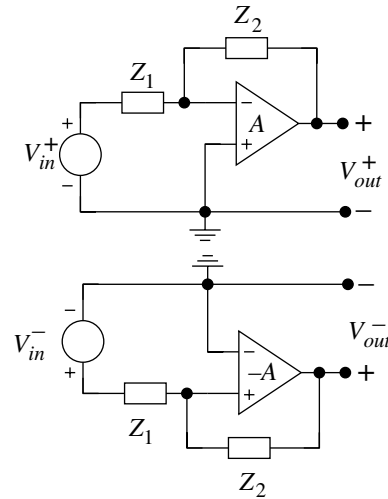 Z2
Z1
+
−
A
+
V+in
+
−
V+out
−
−
−
−
V−in
V−out
−A
+
+
+
Z1
Z2